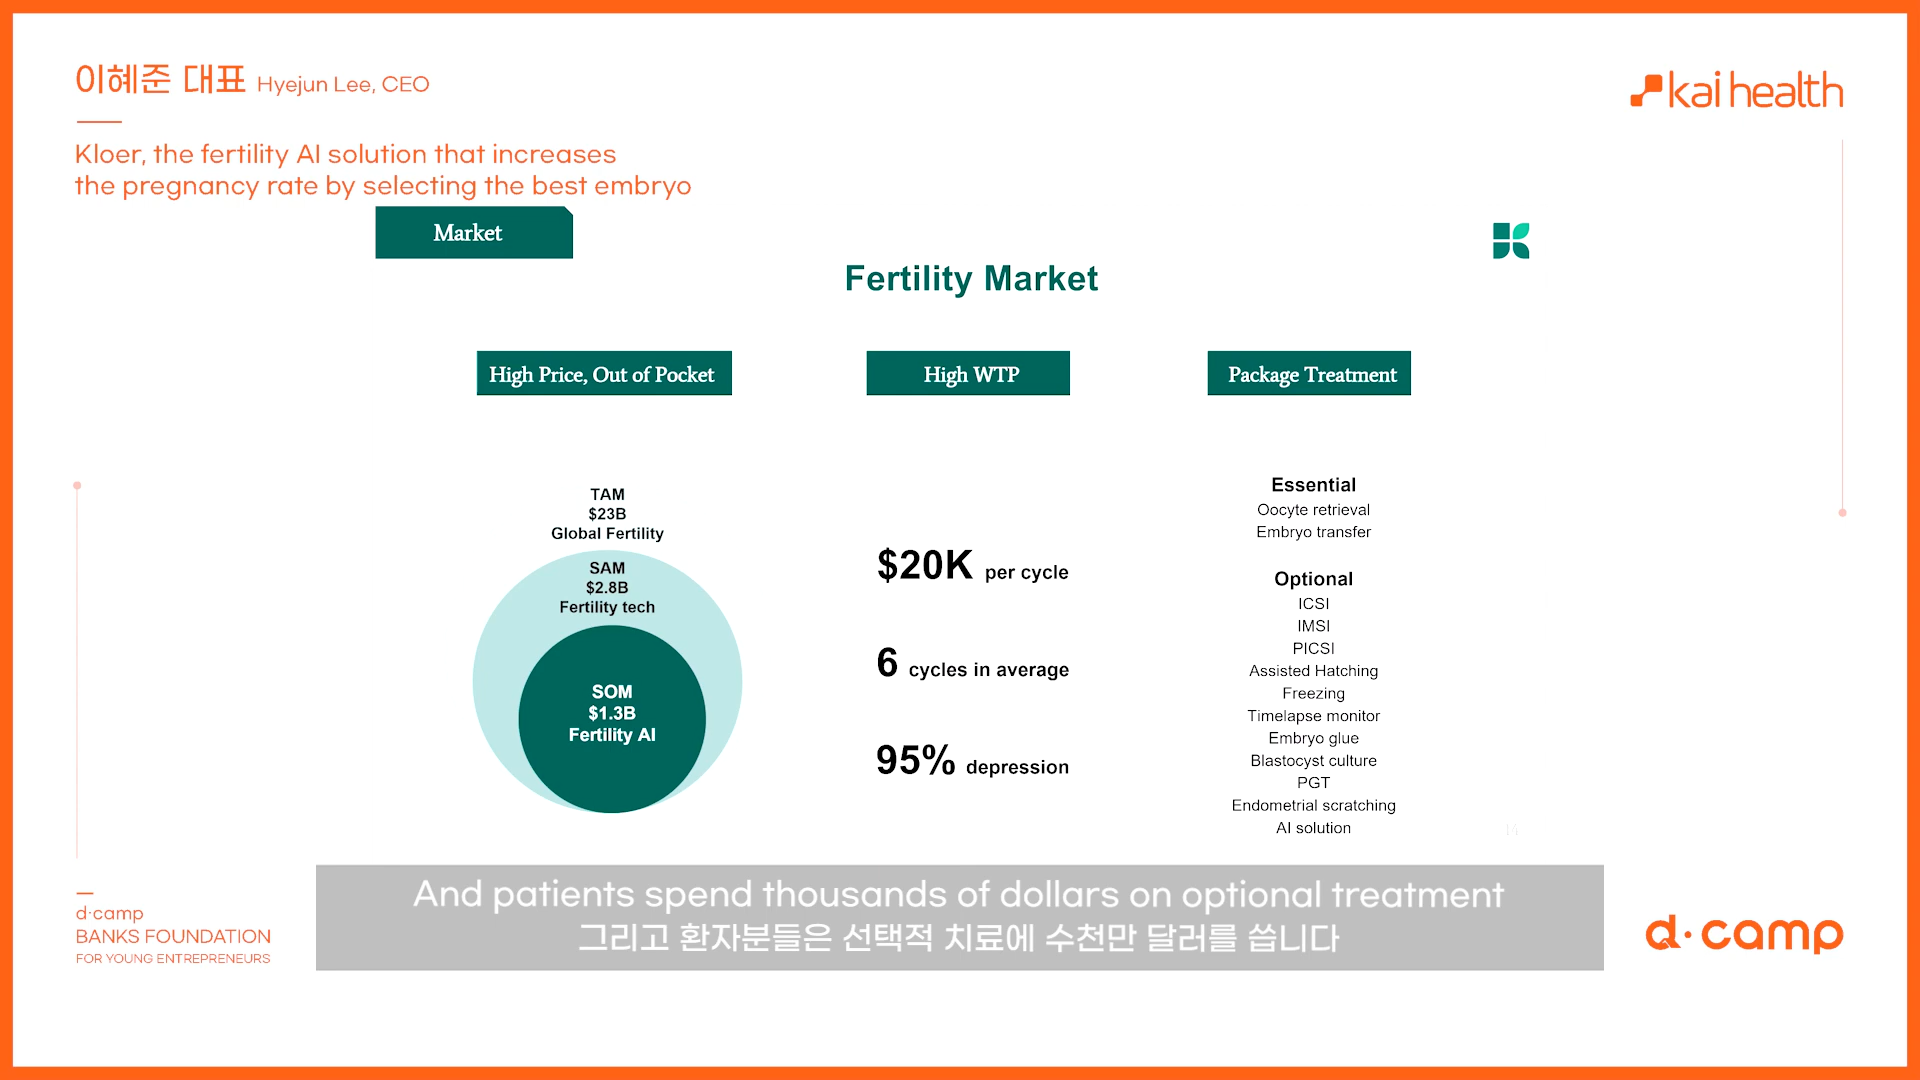 이혜준 대표 Hyejun Lee, CEO
kai health
Kloer, the fertility AI solution that increases
the pregnancy rate by selecting the best embryo
Market
Fertility Market
High Price, Out of Pocket
TAM
$23B
Global Fertility
SAM
$2.8B
Fertility tech
SOM
$1.3B
Fertility AI
High WTP
$20K per cycle
6 cycles in average
95% depression
Package Treatment
Essential
Oocyte retrieval
Embryo transfer
Optional
ICSI
IMSI
PICSI
Assisted Hatching
Freezing
Timelapse monitor
Embryo glue
Blastocyst culture
PGT
Endometrial scratching
AI solution
And patients spend thousands of dollars on optional treatment
그리고 환자분들은 선택적 치료에 수천만 달러를 씁니다
d·camp
BANKS FOUNDATION
FOR YOUNG ENTREPRENEURS
d·camp